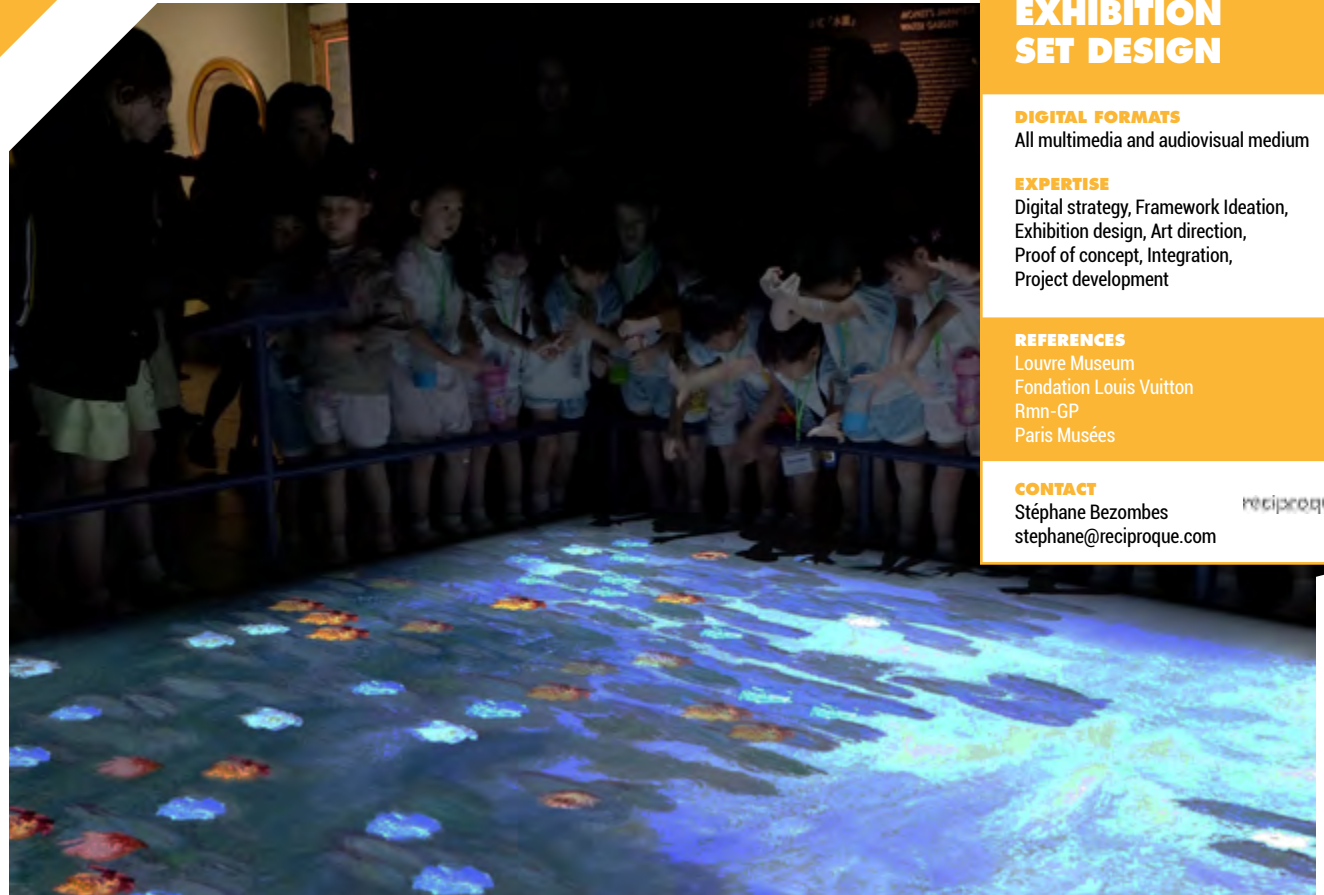 EXHIBITION
SET DESIGN
DIGITAL FORMATS
All multimedia and audiovisual medium
EXPERTISE
Digital strategy, Framework Ideation,
Exhibition design, Art direction,
Proof of concept, Integration,
Project development
REFERENCES
Louvre Museum
Fondation Louis Vuitton
Rmn-GP
Paris Musées
CONTACT
Stéphane Bezombes
stephane@reciproque.com
WATER GARDEN